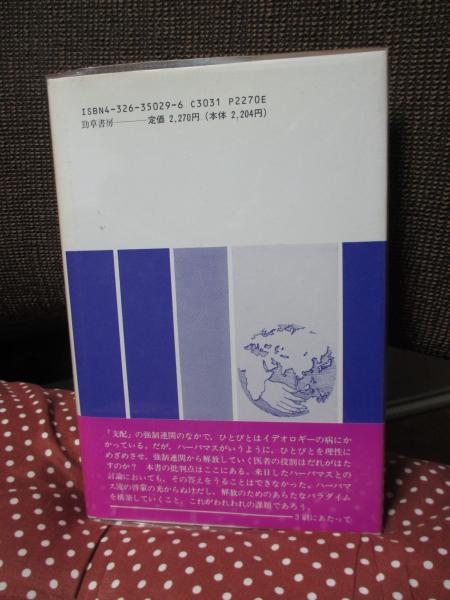 ISBN4-326-35029-6 C3031 P2270E
勁草書房────定価 2,270円 (本体 2,204円)
「支配」の強制連関のなかで、ひとびとはイデオロギーの病にか
かっている。だが、ハーバマスがいうように、ひとびとを理性に
めざめさせ、強制連関から解放していく医者の役割はだれがはた
すのか？ 本書の批判点はここにある。来日したハーバマスとの
討論においても、その答えをうることはできなかった。ハーバマ
ス流の啓蒙の光からぬけだし、解放のためのあらたなパラダイム
を構築していくこと、これがわれわれの課題であろう。
────3刷にあたって